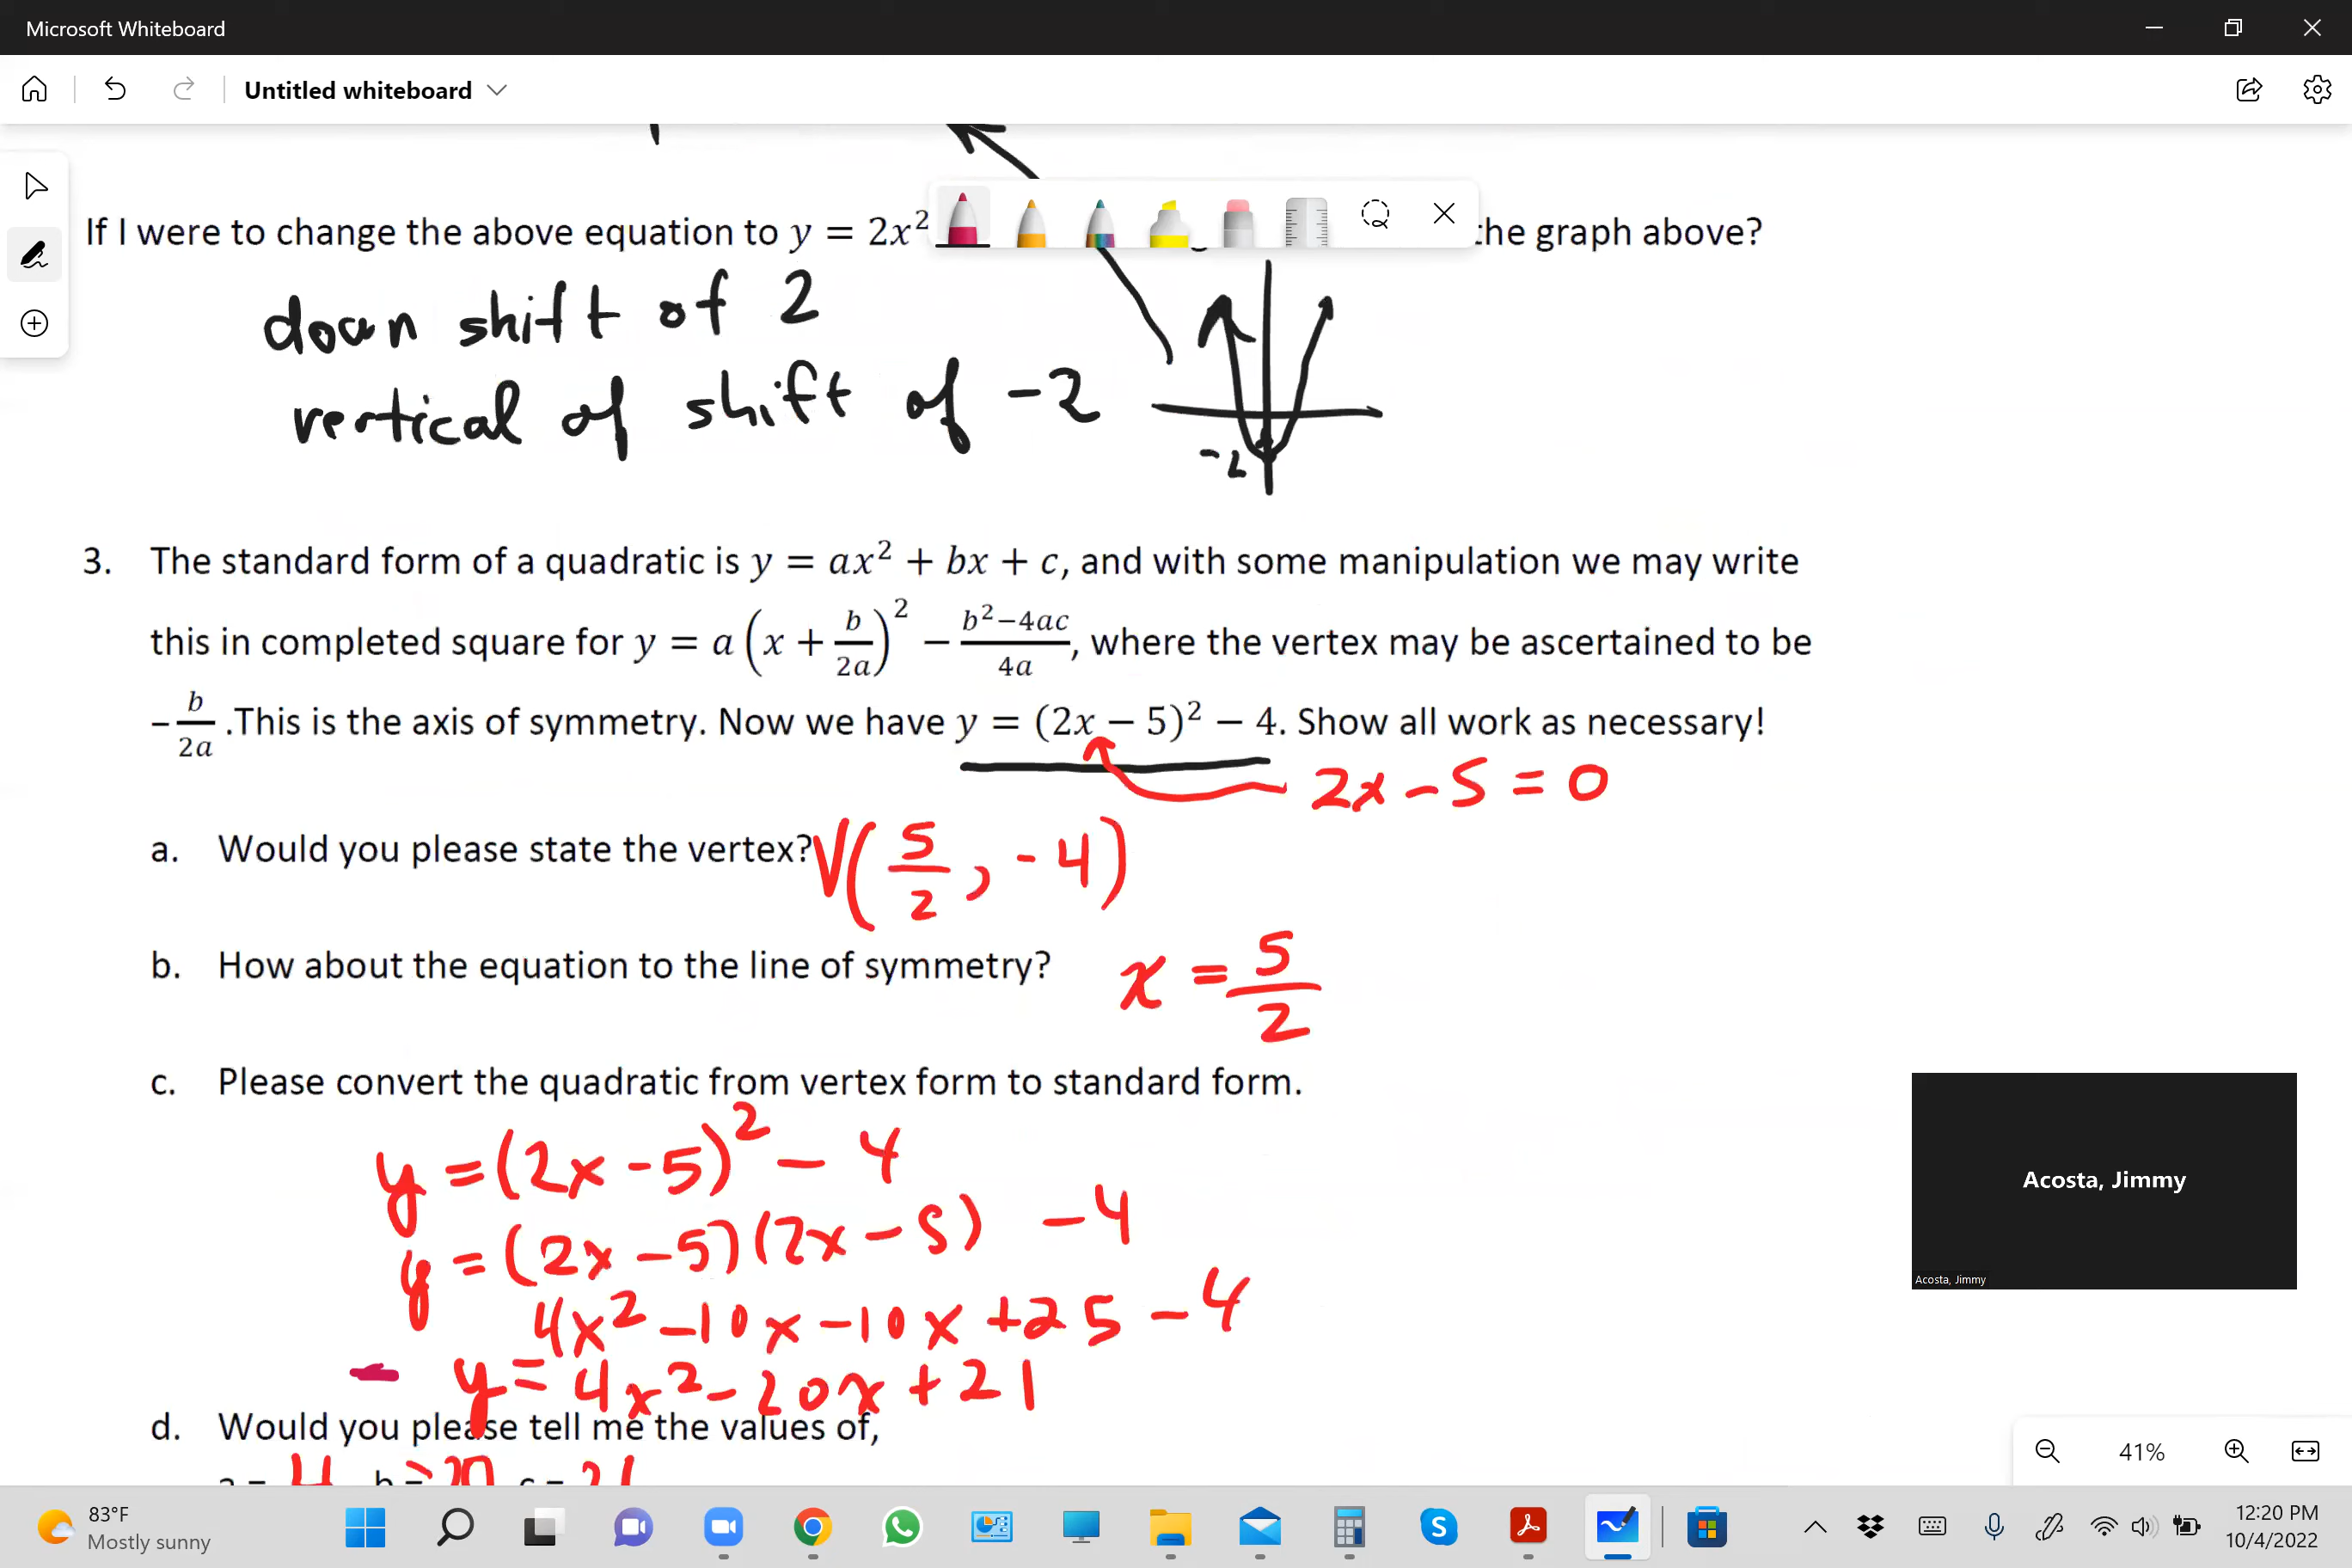 Microsoft Whiteboard
Untitled whiteboard
If I were to change the above equation to y = 2x² the graph above?
down shift of 2
vertical of shift of -2
-2
3. The standard form of a quadratic is y = ax² + bx + c, and with some manipulation we may write
this in completed square for y = a(x + b/2a)² − b²−4ac/4a, where the vertex may be ascertained to be
− b/2a .This is the axis of symmetry. Now we have y = (2x − 5)² − 4. Show all work as necessary!
2x - 5 = 0
a. Would you please state the vertex? V(5/2, -4)
b. How about the equation to the line of symmetry? x = 5/2
c. Please convert the quadratic from vertex form to standard form.
y = (2x - 5)² - 4
y = (2x - 5)(2x - 5) - 4
4x² - 10x - 10x + 25 - 4
y = 4x² - 20x + 21
d. Would you please tell me the values of,
a = 4 b = -20 c = 21
Acosta, Jimmy
Acosta, Jimmy
41%
83°F
Mostly sunny
12:20 PM
10/4/2022